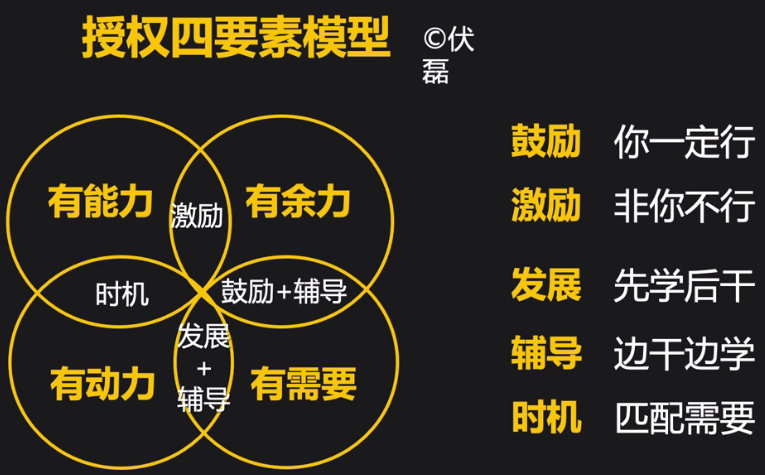 授权四要素模型
©伏
磊
有能力
激励
有余力
时机
鼓励+辅导
发展
+
辅导
有动力
有需要
鼓励 你一定行
激励 非你不行
发展 先学后干
辅导 边干边学
时机 匹配需要